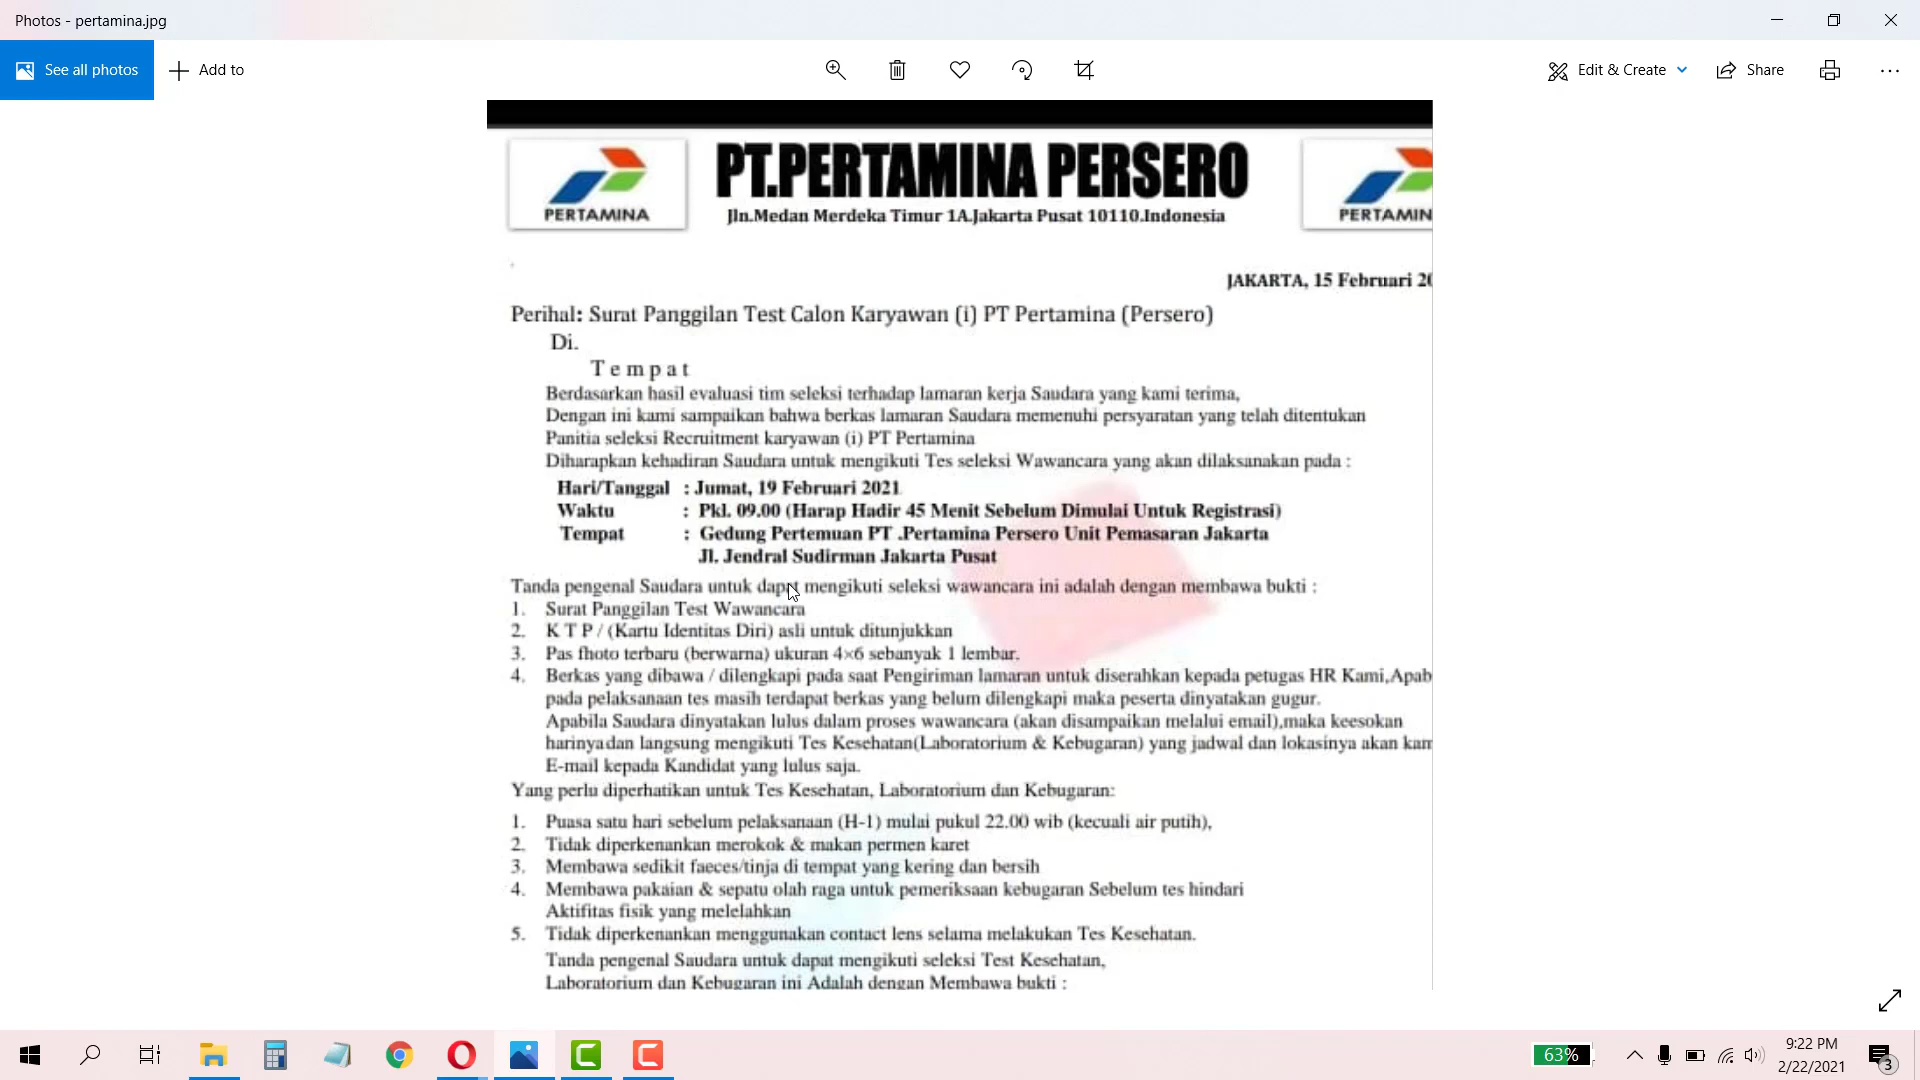 Photos - pertamina.jpg
See all photos
Add to
Edit & Create
Share
PERTAMINA
PT.PERTAMINA PERSERO
Jln.Medan Merdeka Timur 1A.Jakarta Pusat 10110.Indonesia
PERTAMIN
JAKARTA, 15 Februari 20
Perihal: Surat Panggilan Test Calon Karyawan (i) PT Pertamina (Persero)
Di.
T e m p a t
Berdasarkan hasil evaluasi tim seleksi terhadap lamaran kerja Saudara yang kami terima,
Dengan ini kami sampaikan bahwa berkas lamaran Saudara memenuhi persyaratan yang telah ditentukan
Panitia seleksi Recruitment karyawan (i) PT Pertamina
Diharapkan kehadiran Saudara untuk mengikuti Tes seleksi Wawancara yang akan dilaksanakan pada :
Hari/Tanggal : Jumat, 19 Februari 2021
Waktu : Pkl. 09.00 (Harap Hadir 45 Menit Sebelum Dimulai Untuk Registrasi)
Tempat : Gedung Pertemuan PT .Pertamina Persero Unit Pemasaran Jakarta
Jl. Jendral Sudirman Jakarta Pusat
Tanda pengenal Saudara untuk dapat mengikuti seleksi wawancara ini adalah dengan membawa bukti :
1. Surat Panggilan Test Wawancara
2. K T P / (Kartu Identitas Diri) asli untuk ditunjukkan
3. Pas fhoto terbaru (berwarna) ukuran 4×6 sebanyak 1 lembar.
4. Berkas yang dibawa / dilengkapi pada saat Pengiriman lamaran untuk diserahkan kepada petugas HR Kami,Apab
pada pelaksanaan tes masih terdapat berkas yang belum dilengkapi maka peserta dinyatakan gugur.
Apabila Saudara dinyatakan lulus dalam proses wawancara (akan disampaikan melalui email),maka keesokan
harinya dan langsung mengikuti Tes Kesehatan(Laboratorium & Kebugaran) yang jadwal dan lokasinya akan kam
E-mail kepada Kandidat yang lulus saja.
Yang perlu diperhatikan untuk Tes Kesehatan, Laboratorium dan Kebugaran:
1. Puasa satu hari sebelum pelaksanaan (H-1) mulai pukul 22.00 wib (kecuali air putih),
2. Tidak diperkenankan merokok & makan permen karet
3. Membawa sedikit faeces/tinja di tempat yang kering dan bersih
4. Membawa pakaian & sepatu olah raga untuk pemeriksaan kebugaran Sebelum tes hindari
Aktifitas fisik yang melelahkan
5. Tidak diperkenankan menggunakan contact lens selama melakukan Tes Kesehatan.
Tanda pengenal Saudara untuk dapat mengikuti seleksi Test Kesehatan,
Laboratorium dan Kebugaran ini Adalah dengan Membawa bukti :
63%
9:22 PM
2/22/2021
3